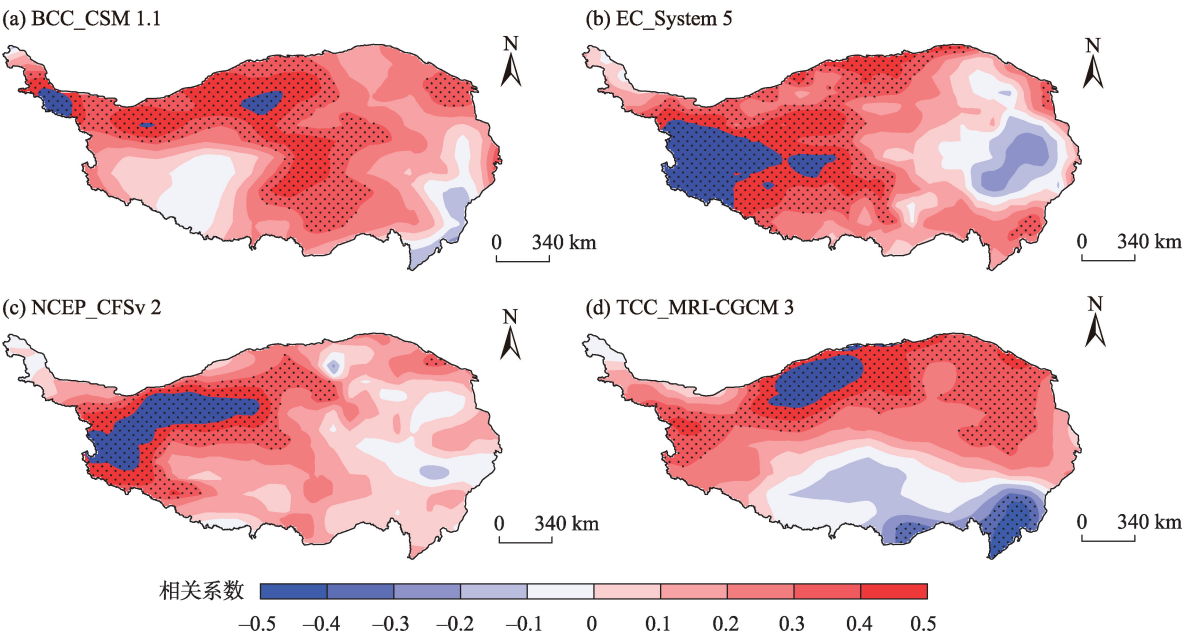 (a) BCC_CSM 1.1
(b) EC_System 5
N
N
0 340 km
0 340 km
(c) NCEP_CFSv 2
(d) TCC_MRI-CGCM 3
N
N
0 340 km
0 340 km
相关系数
–0.5 –0.4 –0.3 –0.2 –0.1 0 0.1 0.2 0.3 0.4 0.5